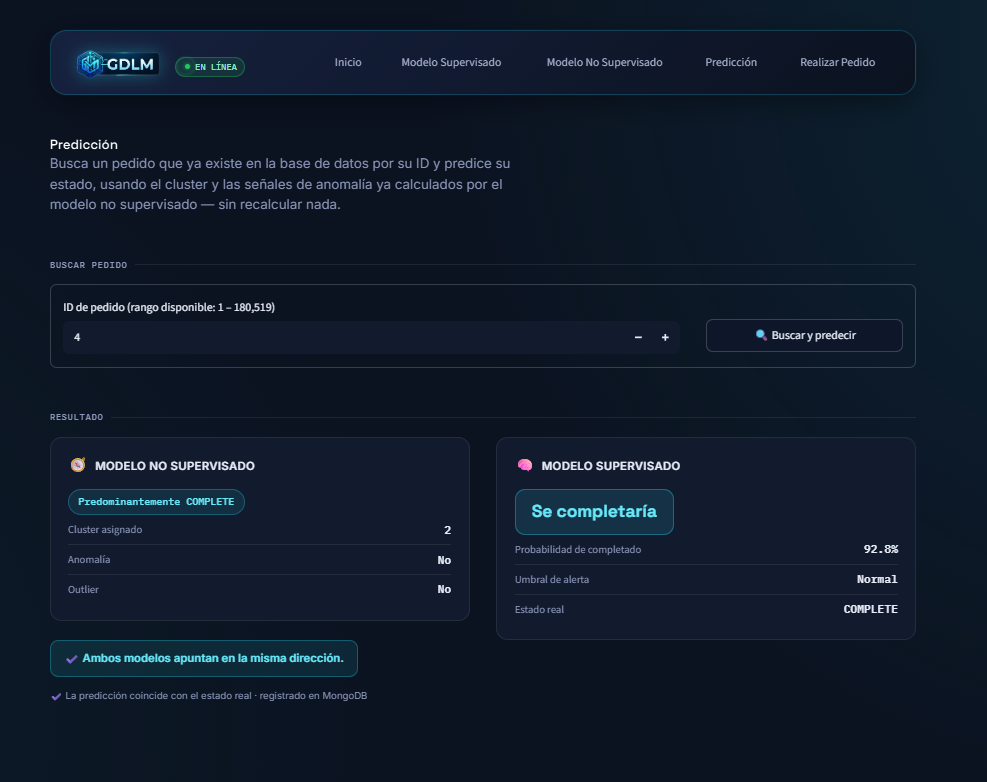 GDLM
EN LÍNEA
Inicio
Modelo Supervisado
Modelo No Supervisado
Predicción
Realizar Pedido
Predicción
Busca un pedido que ya existe en la base de datos por su ID y predice su
estado, usando el cluster y las señales de anomalía ya calculados por el
modelo no supervisado — sin recalcular nada.
BUSCAR PEDIDO
ID de pedido (rango disponible: 1 – 180,519)
4
− +
Buscar y predecir
RESULTADO
MODELO NO SUPERVISADO
Predominantemente COMPLETE
Cluster asignado 2
Anomalía No
Outlier No
MODELO SUPERVISADO
Se completaría
Probabilidad de completado 92.8%
Umbral de alerta Normal
Estado real COMPLETE
✔ Ambos modelos apuntan en la misma dirección.
✔ La predicción coincide con el estado real · registrado en MongoDB